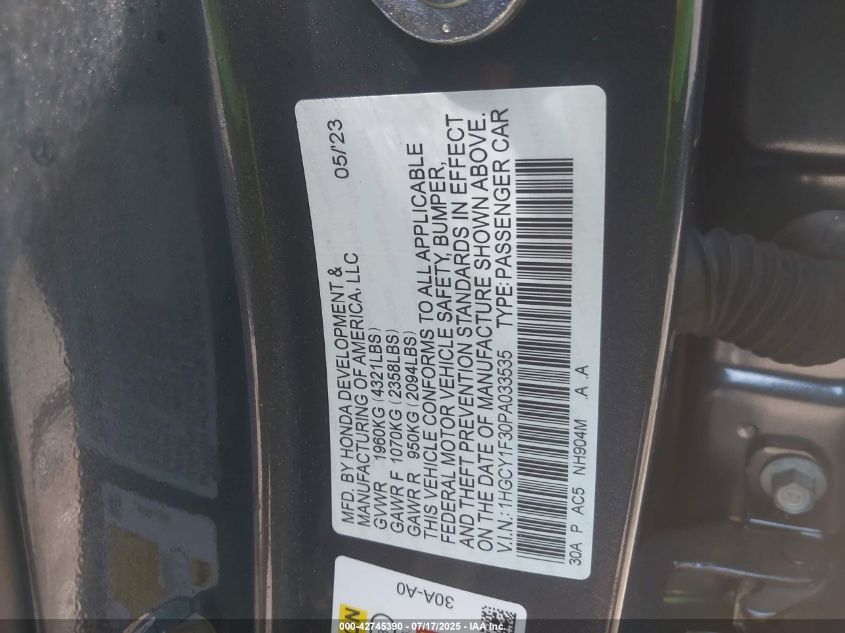 MFD. BY HONDA DEVELOPMENT &
MANUFACTURING OF AMERICA, LLC 05/'23
GVWR 1960KG (4321LBS)
GAWR F 1070KG (2358LBS)
GAWR R 950KG (2094LBS)
THIS VEHICLE CONFORMS TO ALL APPLICABLE
FEDERAL MOTOR VEHICLE SAFETY, BUMPER,
AND THEFT PREVENTION STANDARDS IN EFFECT
ON THE DATE OF MANUFACTURE SHOWN ABOVE.
V.I.N.: 1HGCY1F30PA033535 TYPE: PASSENGER CAR
30A P AC5 NH904M A A
30A-A0
000-42745390 - 07/17/2025 - IAA Inc.